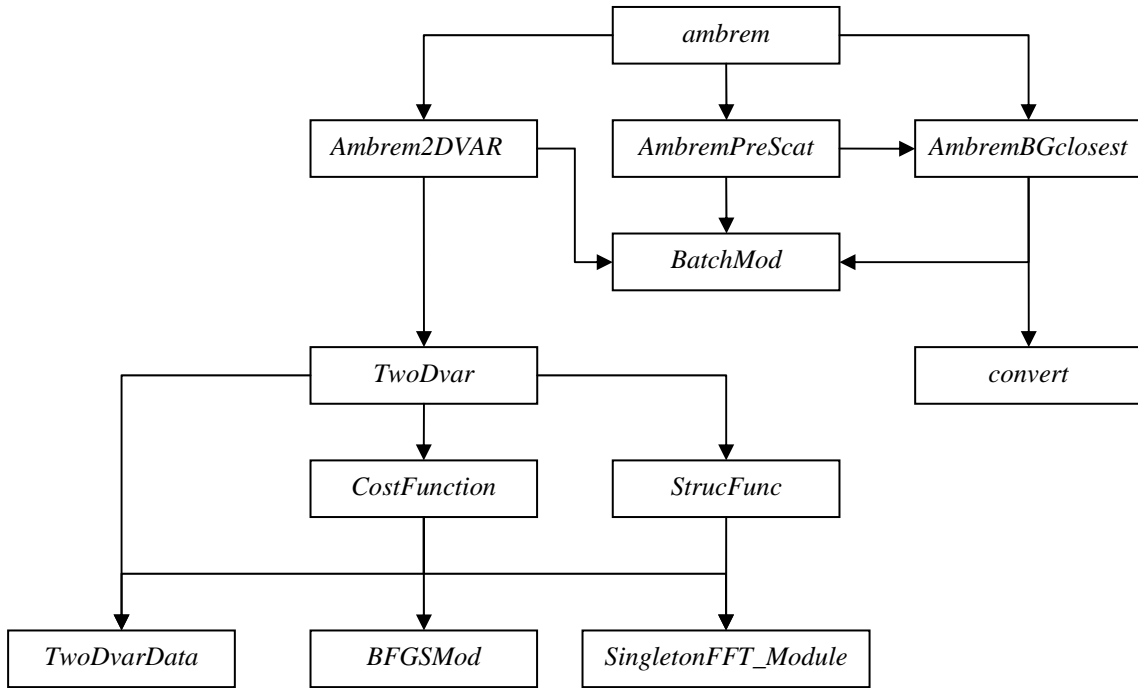 ambrem
Ambrem2DVAR
AmbremPreScat
AmbremBGclosest
BatchMod
TwoDvar
convert
CostFunction
StrucFunc
TwoDvarData
BFGSMod
SingletonFFT_Module